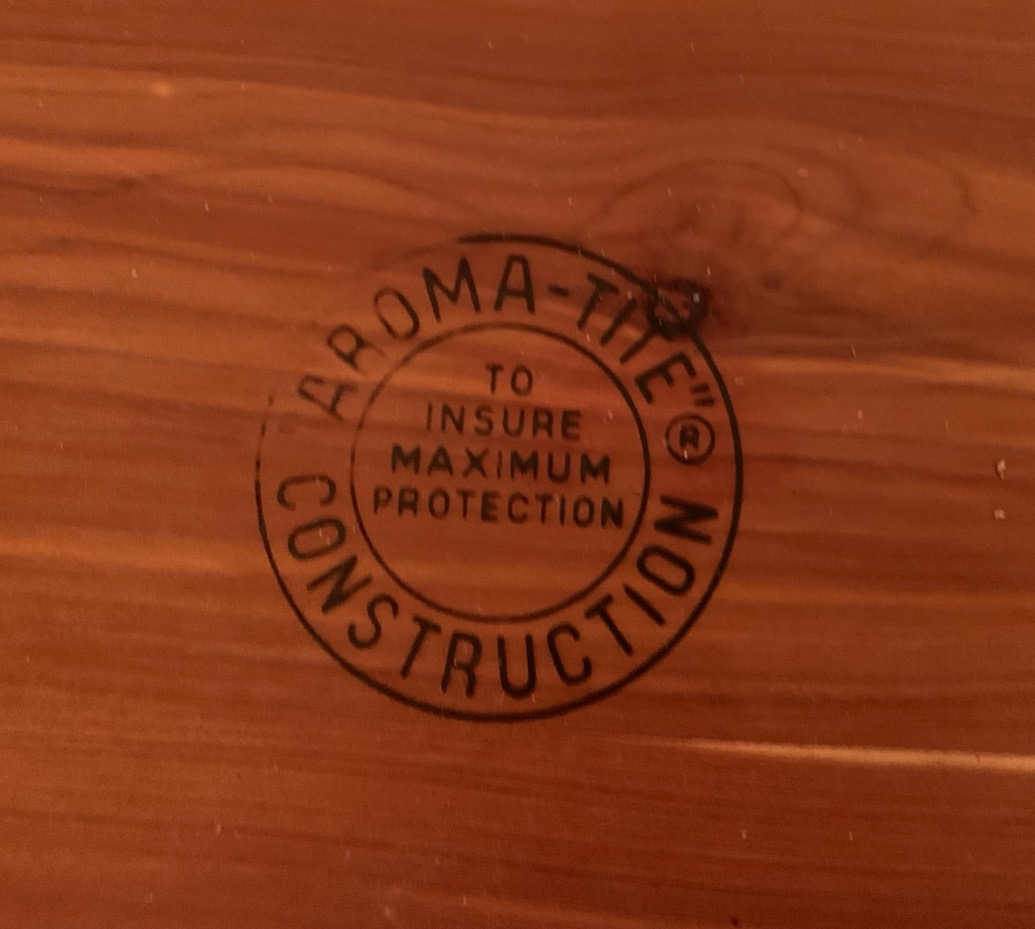 AROMA-TITE" ®
TO
INSURE
MAXIMUM
PROTECTION
CONSTRUCTION